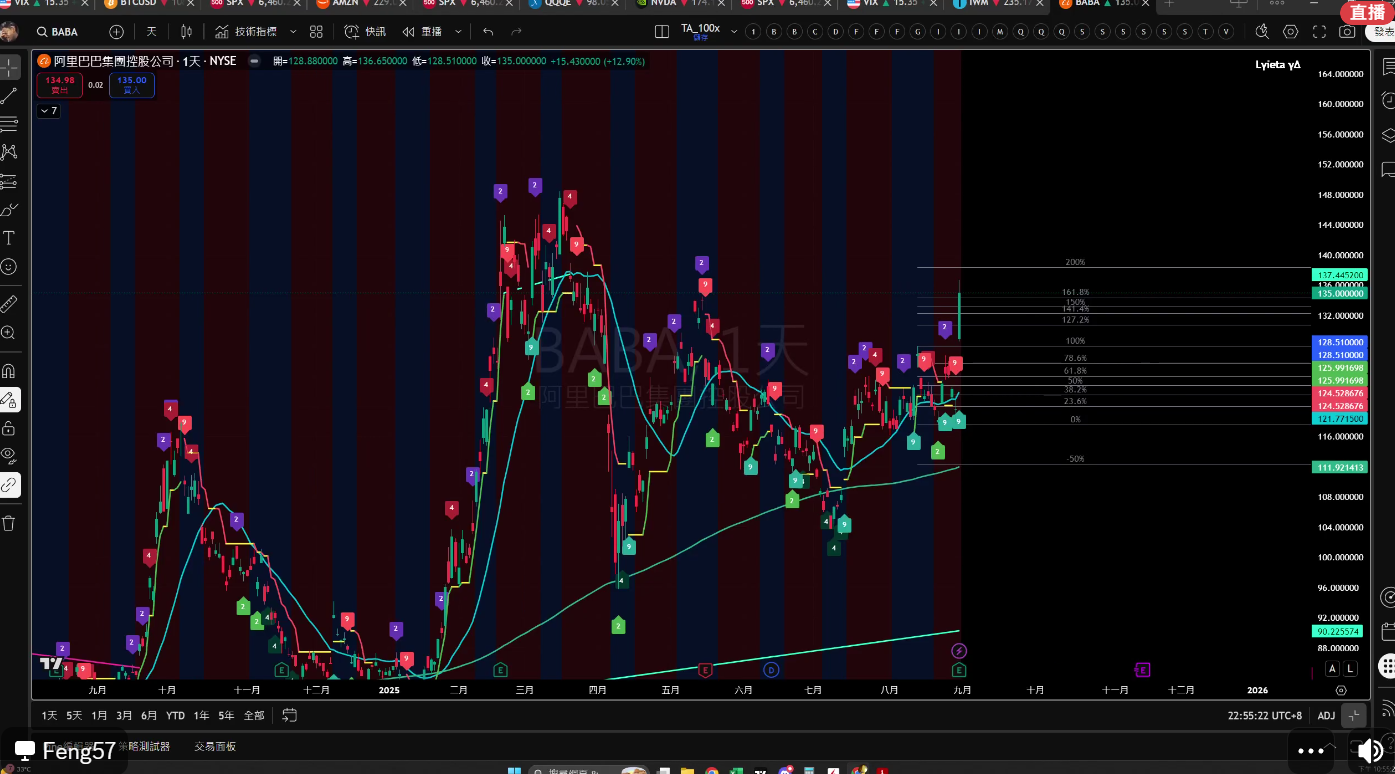 VIX ▲ 15.35
BTCUSD ▼
SPX ▼ 6,460.
AMZN ▼ 229.
SPX ▼ 6,460.
QQQE ▼ 98.0
NVDA ▼ 174.
SPX ▼ 6,460.
VIX ▲ 15.35
IWM ▼ 235.17
BABA ▲ 135.0
直播
BABA
天
技術指標
快訊
重播
TA_100x
儲存
1 B B C D F F F G I I I M Q Q Q S S S S S S T V
發表
阿里巴巴集團控股公司 · 1天 · NYSE
開=128.880000 高=136.650000 低=128.510000 收=135.000000 +15.430000 (+12.90%)
134.98
賣出
0.02
135.00
買入
7
Lyieta γΔ
BABA, 1天
阿里巴巴集團控股公司
200%
161.8%
150%
141.4%
127.2%
100%
78.6%
61.8%
50%
38.2%
23.6%
0%
-50%
164.000000
160.000000
156.000000
152.000000
148.000000
144.000000
140.000000
137.445200
136.000000
135.000000
132.000000
128.510000
128.510000
125.991698
125.991698
124.528676
124.528676
121.771500
116.000000
111.921413
108.000000
104.000000
100.000000
96.000000
92.000000
90.225574
88.000000
A L
九月 十月 十一月 十二月 2025 二月 三月 四月 五月 六月 七月 八月 九月 十月 十一月 十二月 2026
1天 5天 1月 3月 6月 YTD 1年 5年 全部
22:55:22 UTC+8 ADJ
策略測試器 交易面板
Feng57